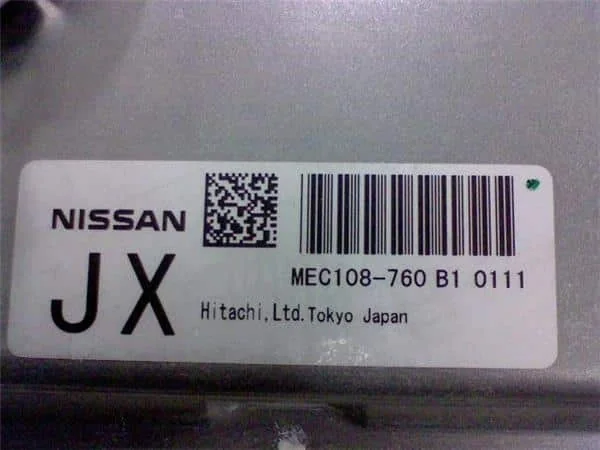 NISSAN
JX
MEC108-760 B1 0111
Hitachi,Ltd.Tokyo Japan